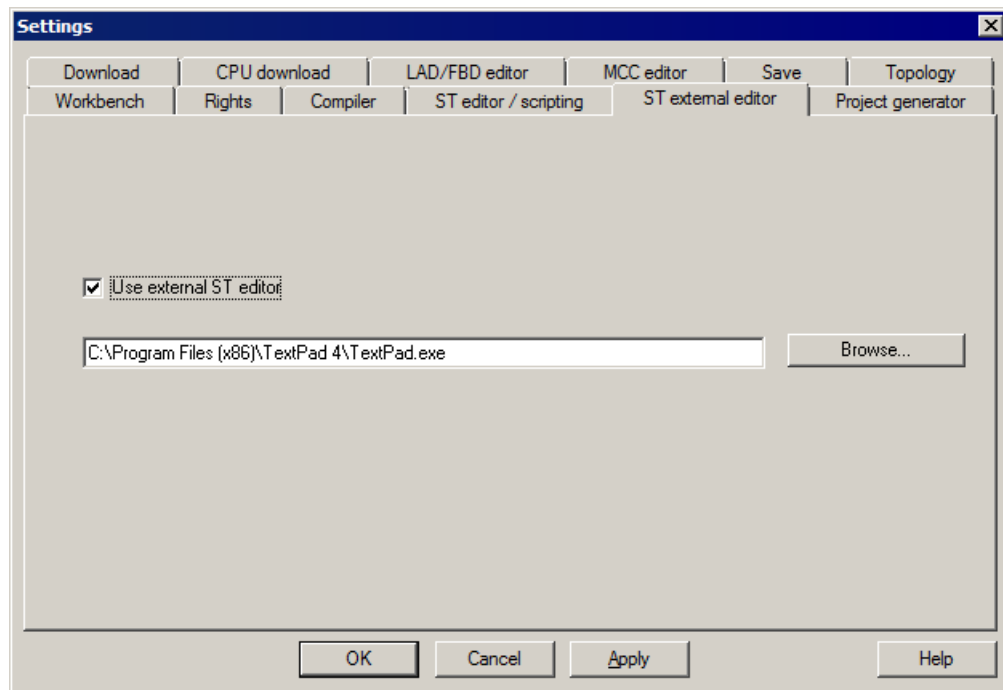 Settings
Download CPU download LAD/FBD editor MCC editor Save Topology
Workbench Rights Compiler ST editor / scripting ST external editor Project generator
Use external ST editor
C:\Program Files (x86)\TextPad 4\TextPad.exe Browse...
OK Cancel Apply Help